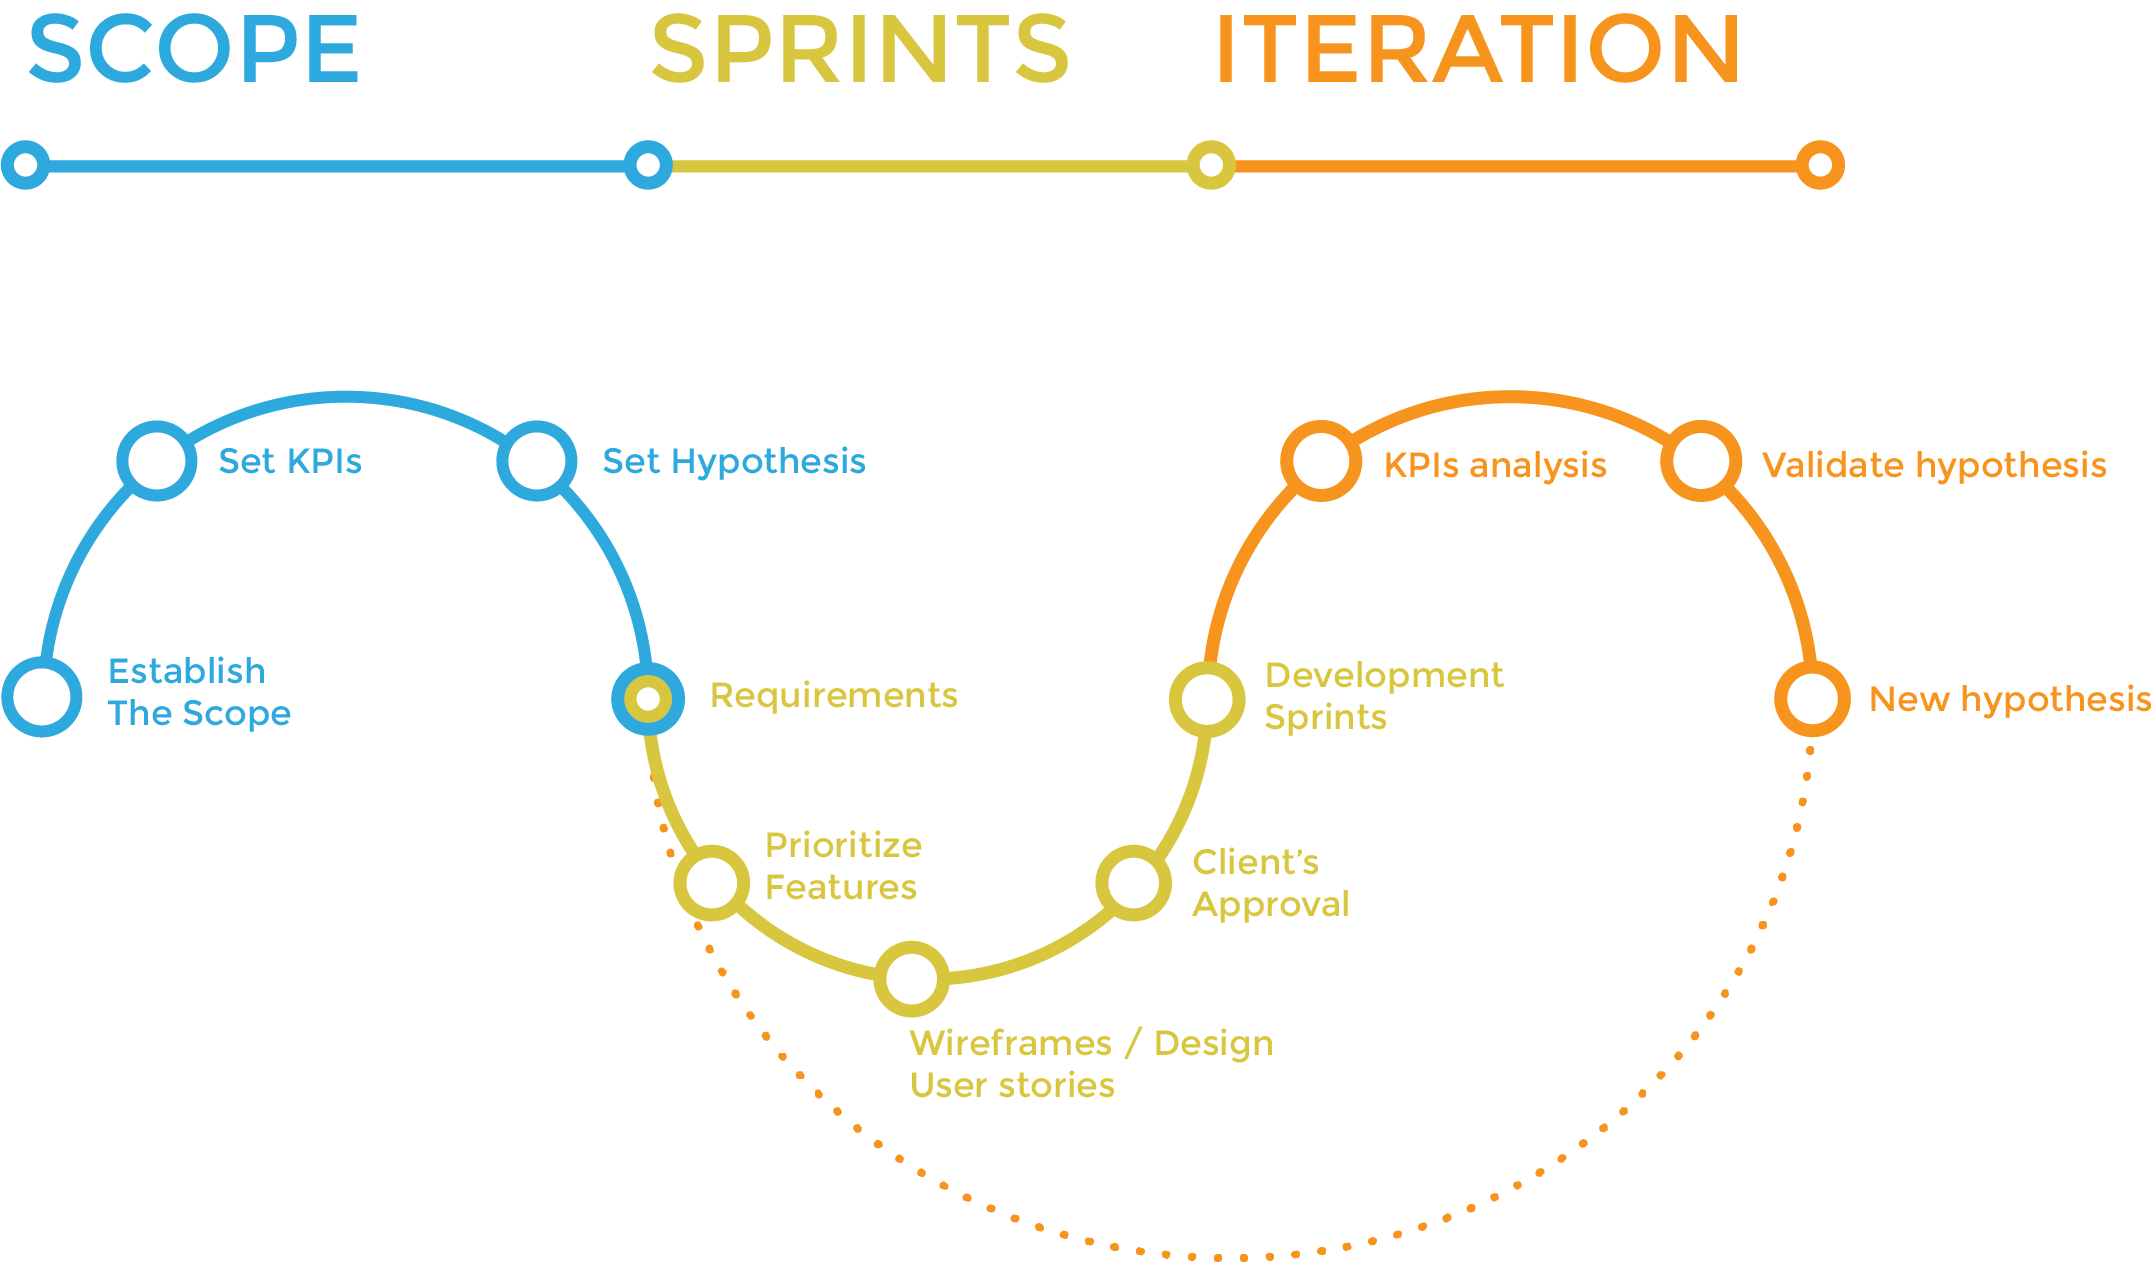 SCOPE
SPRINTS
ITERATION
Set KPIs
Set Hypothesis
KPIs analysis
Validate hypothesis
Establish
The Scope
Requirements
Development
Sprints
New hypothesis
Prioritize
Features
Client’s
Approval
Wireframes / Design
User stories